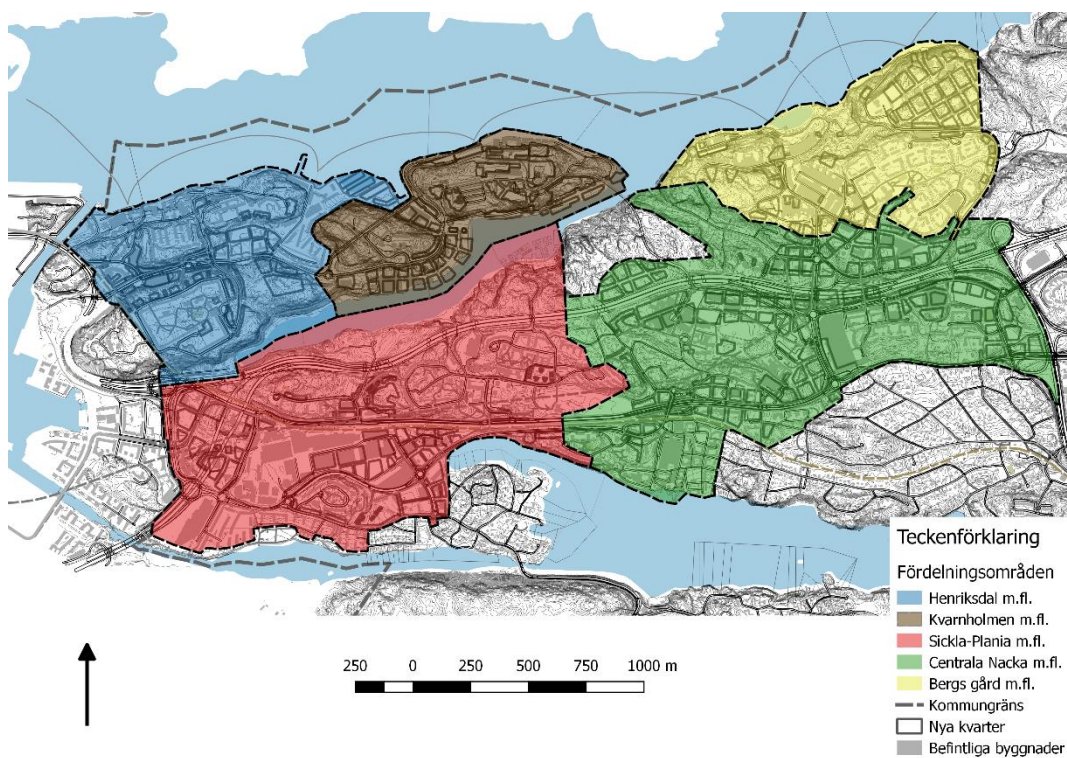 Teckenförklaring
Fördelningsområden
Henriksdal m.fl.
Kvarnholmen m.fl.
Sickla-Plania m.fl.
Centrala Nacka m.fl.
Bergs gård m.fl.
Kommungräns
Nya kvarter
Befintliga byggnader
250 0 250 500 750 1000 m